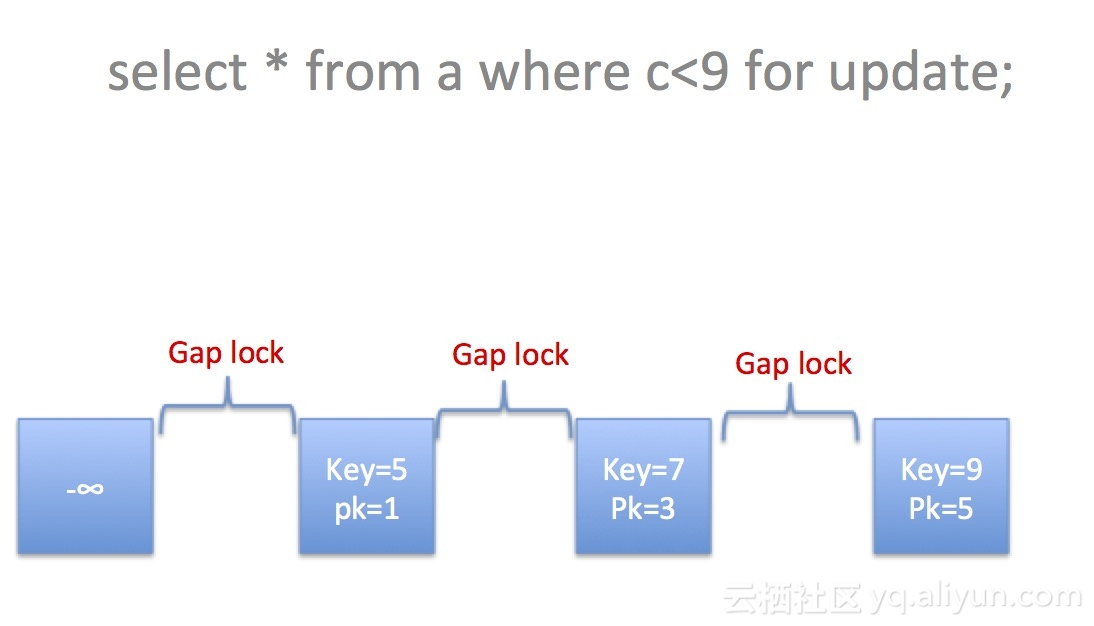 select * from a where c<9 for update;
Gap lock
Gap lock
Gap lock
-∞
Key=5
pk=1
Key=7
Pk=3
Key=9
Pk=5
云栖社区 yq.aliyun.com